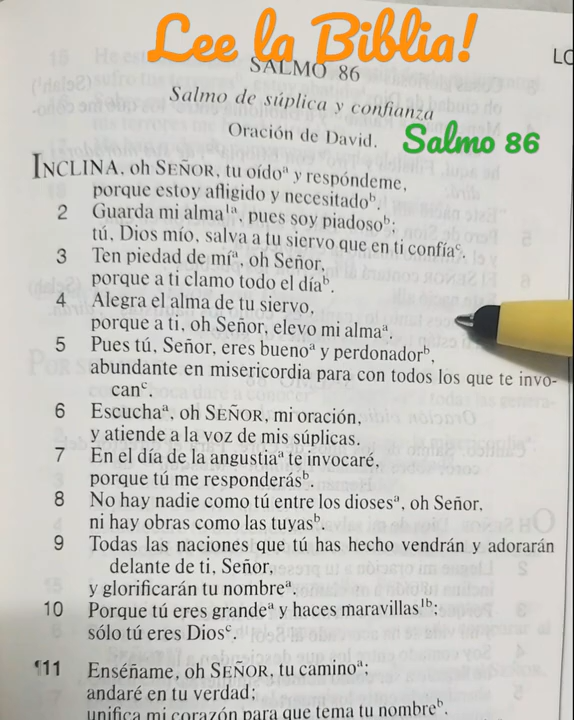 Lee la Biblia!
LO
SALMO 86
Salmo de súplica y confianza
Oración de David.
Salmo 86
INCLINA, oh SEÑOR, tu oídoª y respóndeme,
porque estoy afligido y necesitadoᵇ.
2 Guarda mi alma¹ª, pues soy piadosoᵇ;
tú, Dios mío, salva a tu siervo que en ti confíaᶜ.
3 Ten piedad de míª, oh Señor,
porque a ti clamo todo el díaᵇ.
4 Alegra el alma de tu siervo,
porque a ti, oh Señor, elevo mi almaª.
5 Pues tú, Señor, eres buenoª y perdonadorᵇ,
abundante en misericordia para con todos los que te invo-
canᶜ.
6 Escuchaª, oh SEÑOR, mi oración,
y atiende a la voz de mis súplicas.
7 En el día de la angustiaª te invocaré,
porque tú me responderásᵇ.
8 No hay nadie como tú entre los diosesª, oh Señor,
ni hay obras como las tuyasᵇ.
9 Todas las naciones que tú has hecho vendrán y adorarán
delante de ti, Señor,
y glorificarán tu nombreª.
10 Porque tú eres grandeª y haces maravillas¹ᵇ;
sólo tú eres Diosᶜ.
¶11 Enséñame, oh SEÑOR, tu caminoª;
andaré en tu verdad;
unifica mi corazón para que tema tu nombreᵇ.